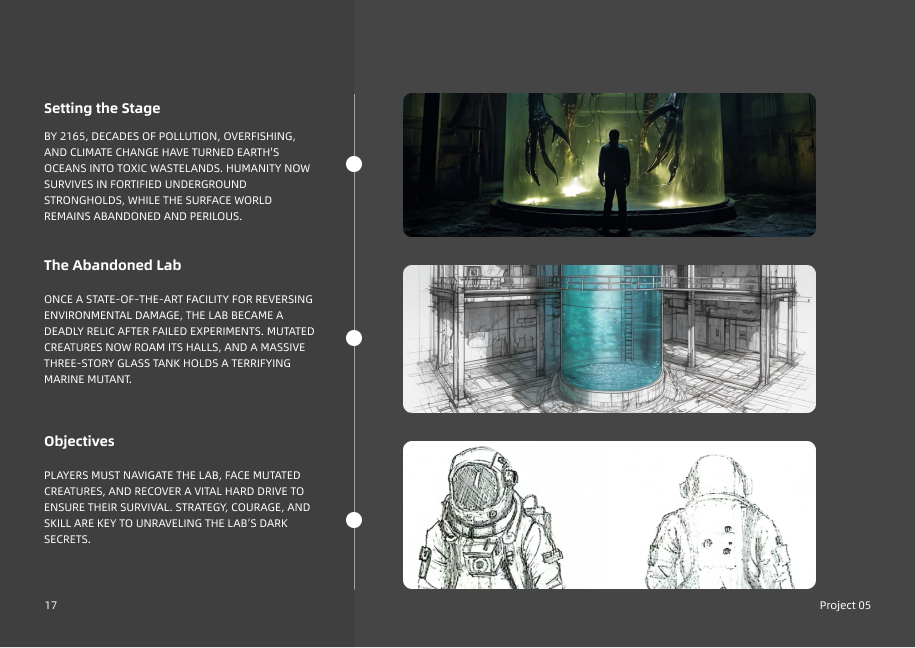 Setting the Stage
BY 2165, DECADES OF POLLUTION, OVERFISHING,
AND CLIMATE CHANGE HAVE TURNED EARTH'S
OCEANS INTO TOXIC WASTELANDS. HUMANITY NOW
SURVIVES IN FORTIFIED UNDERGROUND
STRONGHOLDS, WHILE THE SURFACE WORLD
REMAINS ABANDONED AND PERILOUS.
The Abandoned Lab
ONCE A STATE-OF-THE-ART FACILITY FOR REVERSING
ENVIRONMENTAL DAMAGE, THE LAB BECAME A
DEADLY RELIC AFTER FAILED EXPERIMENTS. MUTATED
CREATURES NOW ROAM ITS HALLS, AND A MASSIVE
THREE-STORY GLASS TANK HOLDS A TERRIFYING
MARINE MUTANT.
Objectives
PLAYERS MUST NAVIGATE THE LAB, FACE MUTATED
CREATURES, AND RECOVER A VITAL HARD DRIVE TO
ENSURE THEIR SURVIVAL. STRATEGY, COURAGE, AND
SKILL ARE KEY TO UNRAVELING THE LAB'S DARK
SECRETS.
17
Project 05